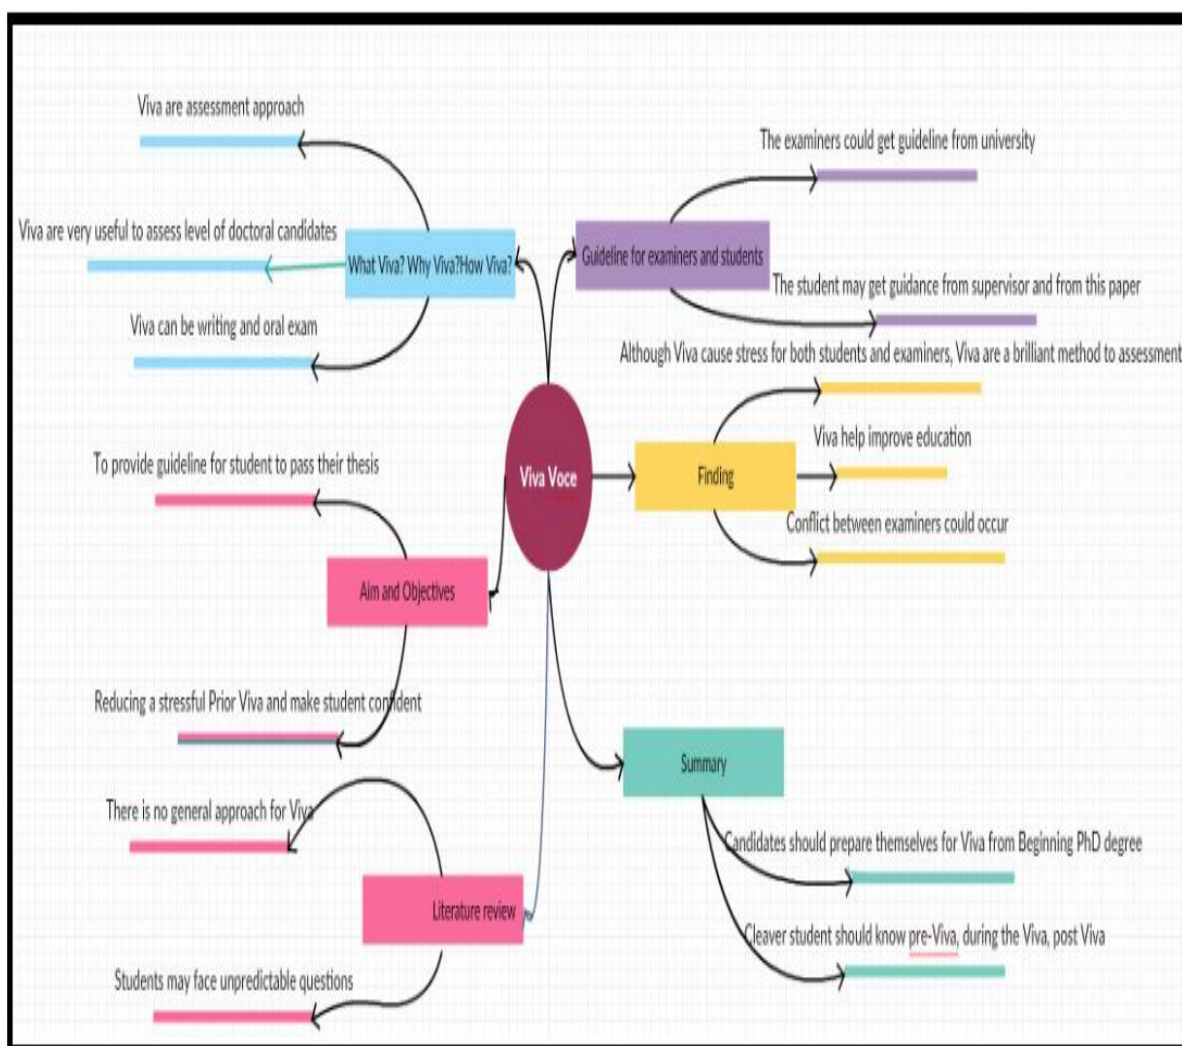 Viva are assessment approach
Viva are very useful to assess level of doctoral candidates
What Viva? Why Viva?How Viva?
Viva can be writing and oral exam
The examiners could get guideline from university
Guideline for examiners and students
The student may get guidance from supervisor and from this paper
Although Viva cause stress for both students and examiners, Viva are a brilliant method to assessment
Viva help improve education
Finding
Conflict between examiners could occur
Viva Voce
To provide guideline for student to pass their thesis
Aim and Objectives
Reducing a stressful Prior Viva and make student confident
There is no general approach for Viva
Literature review
Students may face unpredictable questions
Summary
Candidates should prepare themselves for Viva from Beginning PhD degree
Cleaver student should know pre-Viva, during the Viva, post Viva